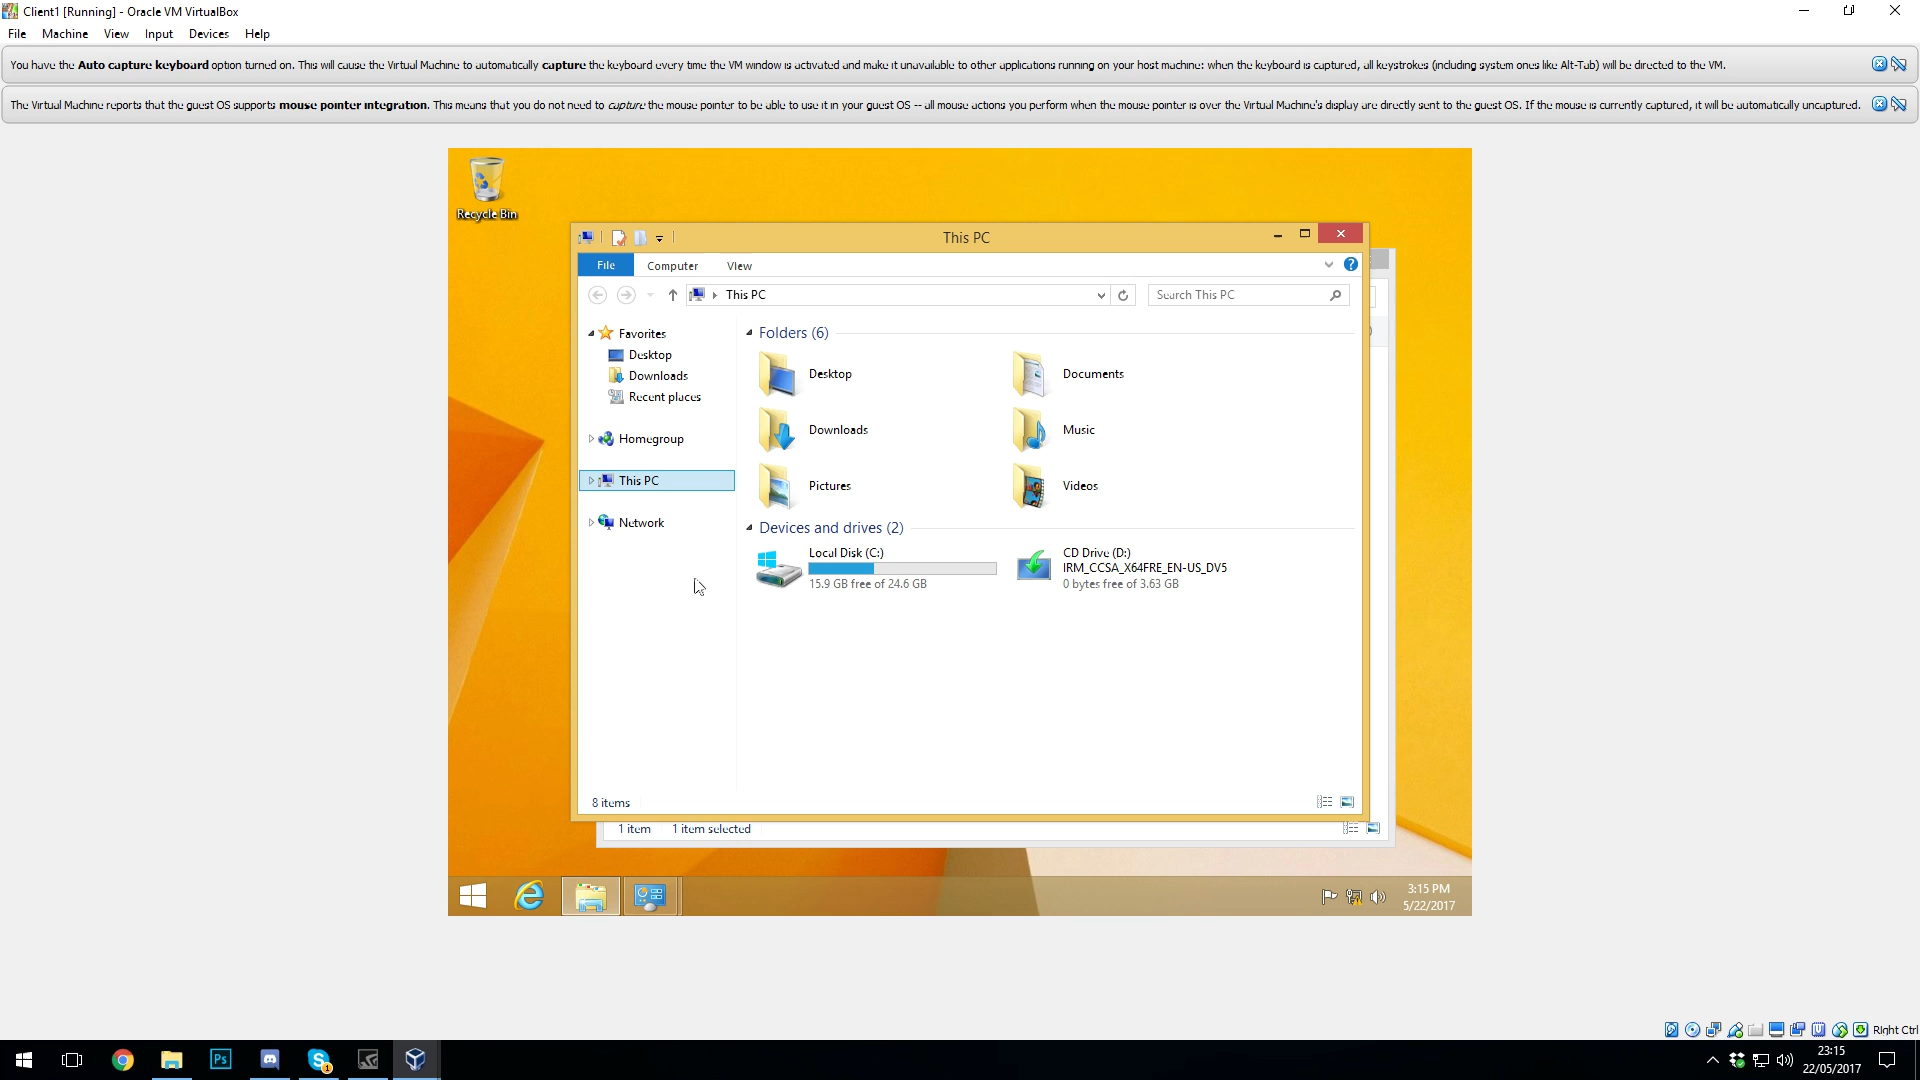 Client1 [Running] - Oracle VM VirtualBox
File Machine View Input Devices Help
You have the Auto capture keyboard option turned on. This will cause the Virtual Machine to automatically capture the keyboard every time the VM window is activated and make it unavailable to other applications running on your host machine: when the keyboard is captured, all keystrokes (including system ones like Alt-Tab) will be directed to the VM.
The Virtual Machine reports that the guest OS supports mouse pointer integration. This means that you do not need to capture the mouse pointer to be able to use it in your guest OS -- all mouse actions you perform when the mouse pointer is over the Virtual Machine's display are directly sent to the guest OS. If the mouse is currently captured, it will be automatically uncaptured.
Recycle Bin
This PC
File Computer View
This PC Search This PC
Favorites
Desktop
Downloads
Recent places
Homegroup
This PC
Network
Folders (6)
Desktop Documents
Downloads Music
Pictures Videos
Devices and drives (2)
Local Disk (C:)
15.9 GB free of 24.6 GB
CD Drive (D:)
IRM_CCSA_X64FRE_EN-US_DV5
0 bytes free of 3.63 GB
8 items
1 item 1 item selected
3:15 PM
5/22/2017
Right Ctrl
Ps
1
23:15
22/05/2017